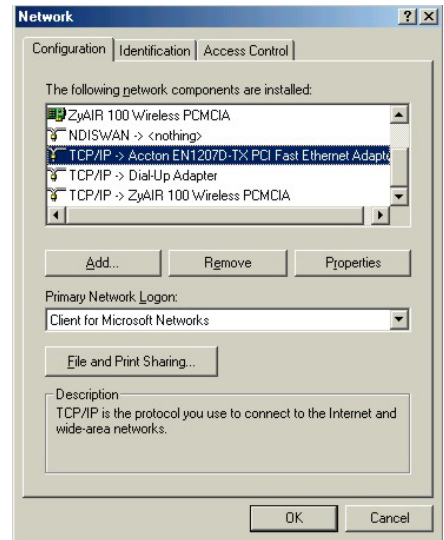 Network
Configuration Identification Access Control
The following network components are installed:
ZyAIR 100 Wireless PCMCIA
NDISWAN -> <nothing>
TCP/IP -> Accton EN1207D-TX PCI Fast Ethernet Adapte
TCP/IP -> Dial-Up Adapter
TCP/IP -> ZyAIR 100 Wireless PCMCIA
Add... Remove Properties
Primary Network Logon:
Client for Microsoft Networks
File and Print Sharing...
Description
TCP/IP is the protocol you use to connect to the Internet and
wide-area networks.
OK Cancel